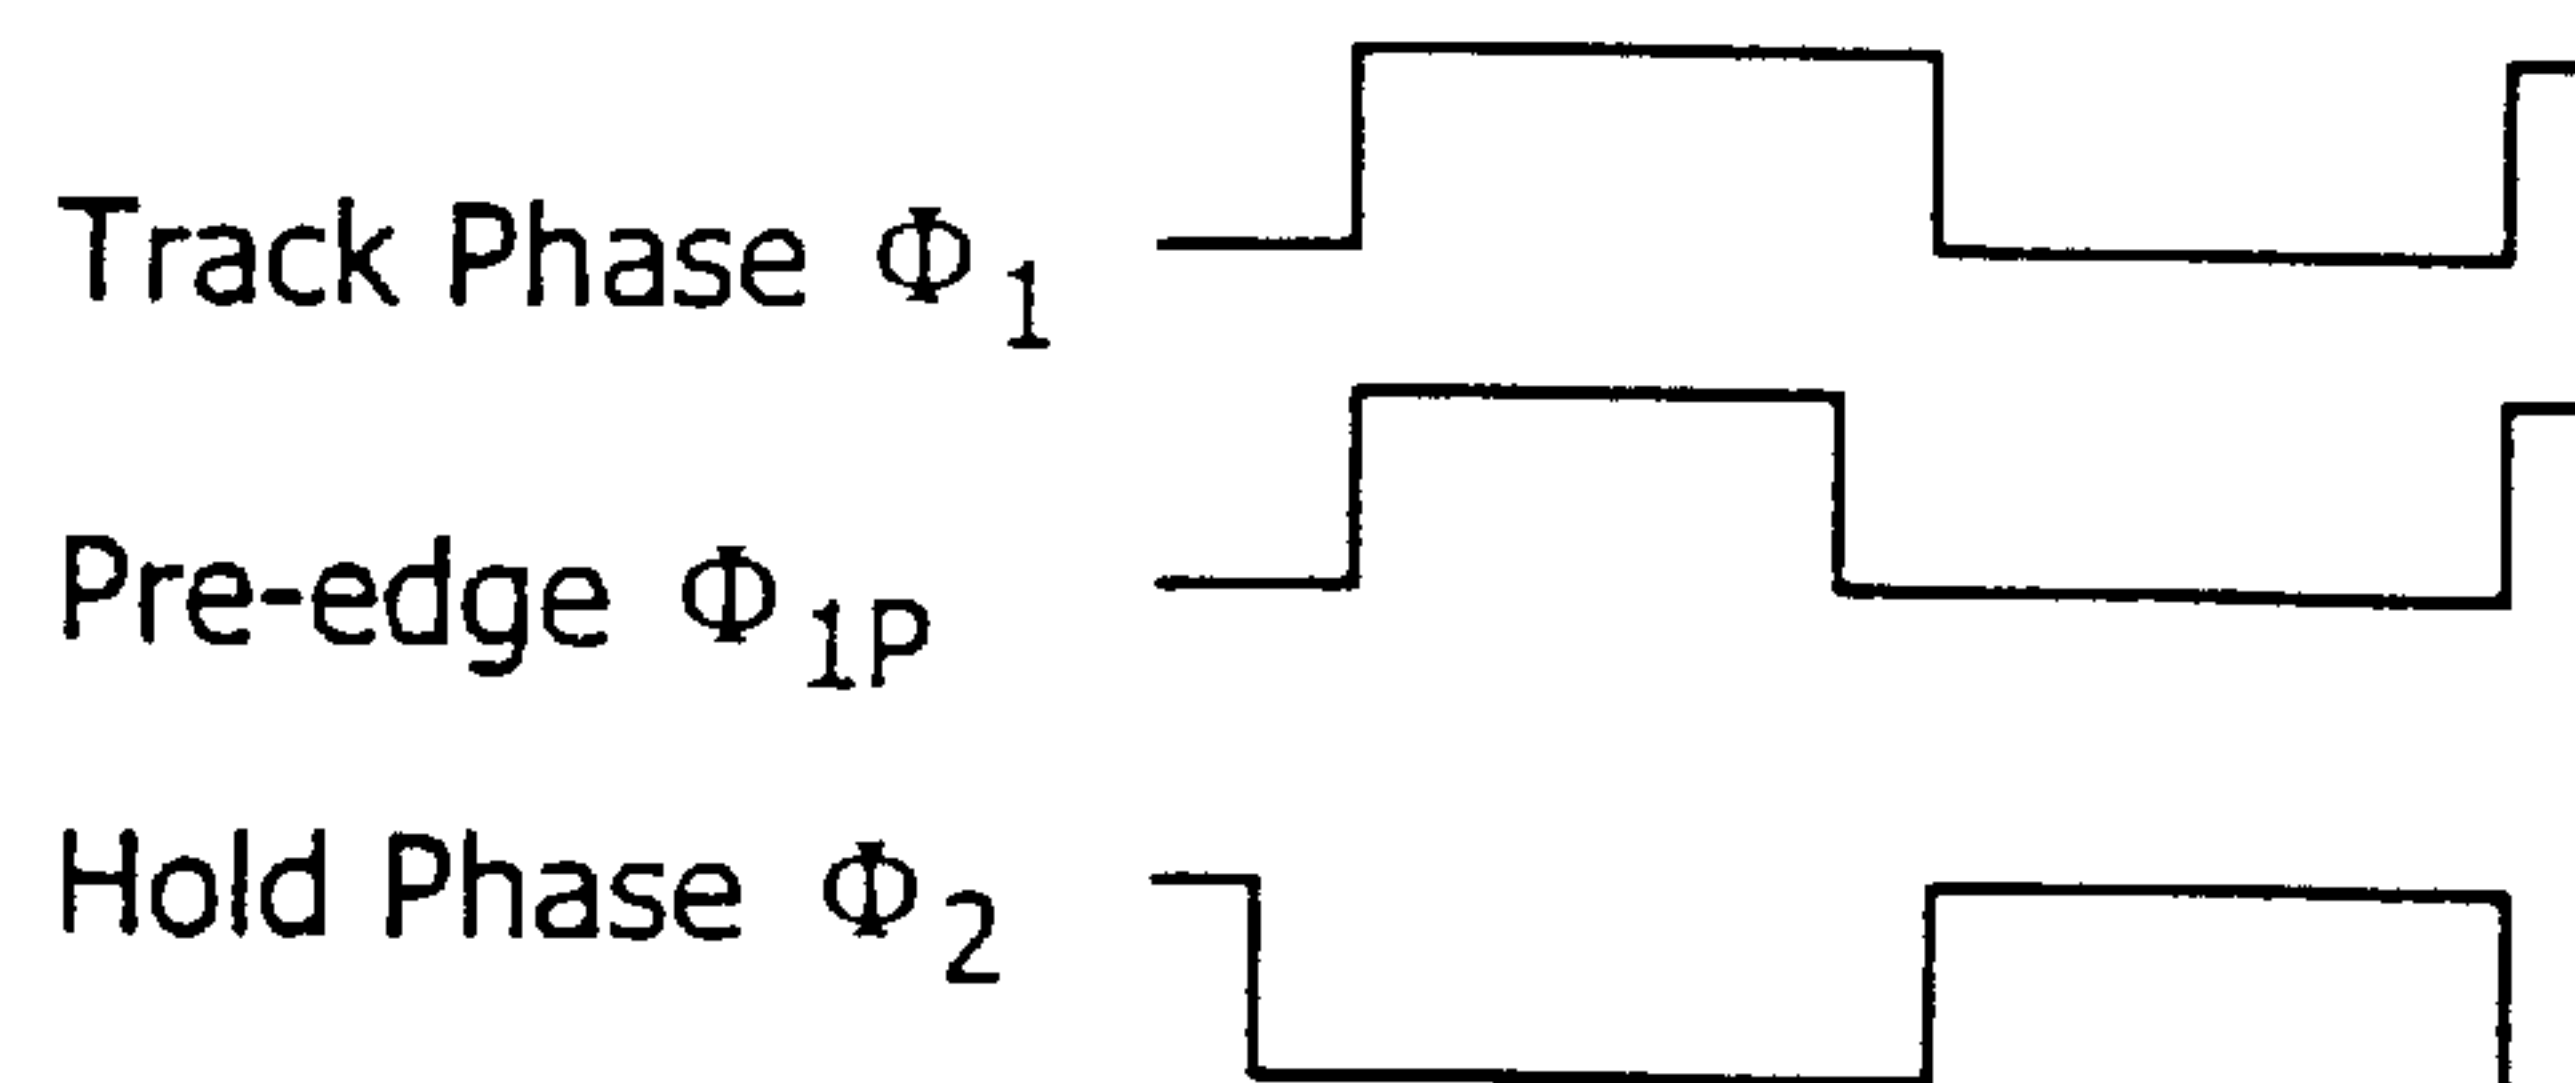 Track Phase Φ1
Pre-edge Φ1P
Hold Phase Φ2